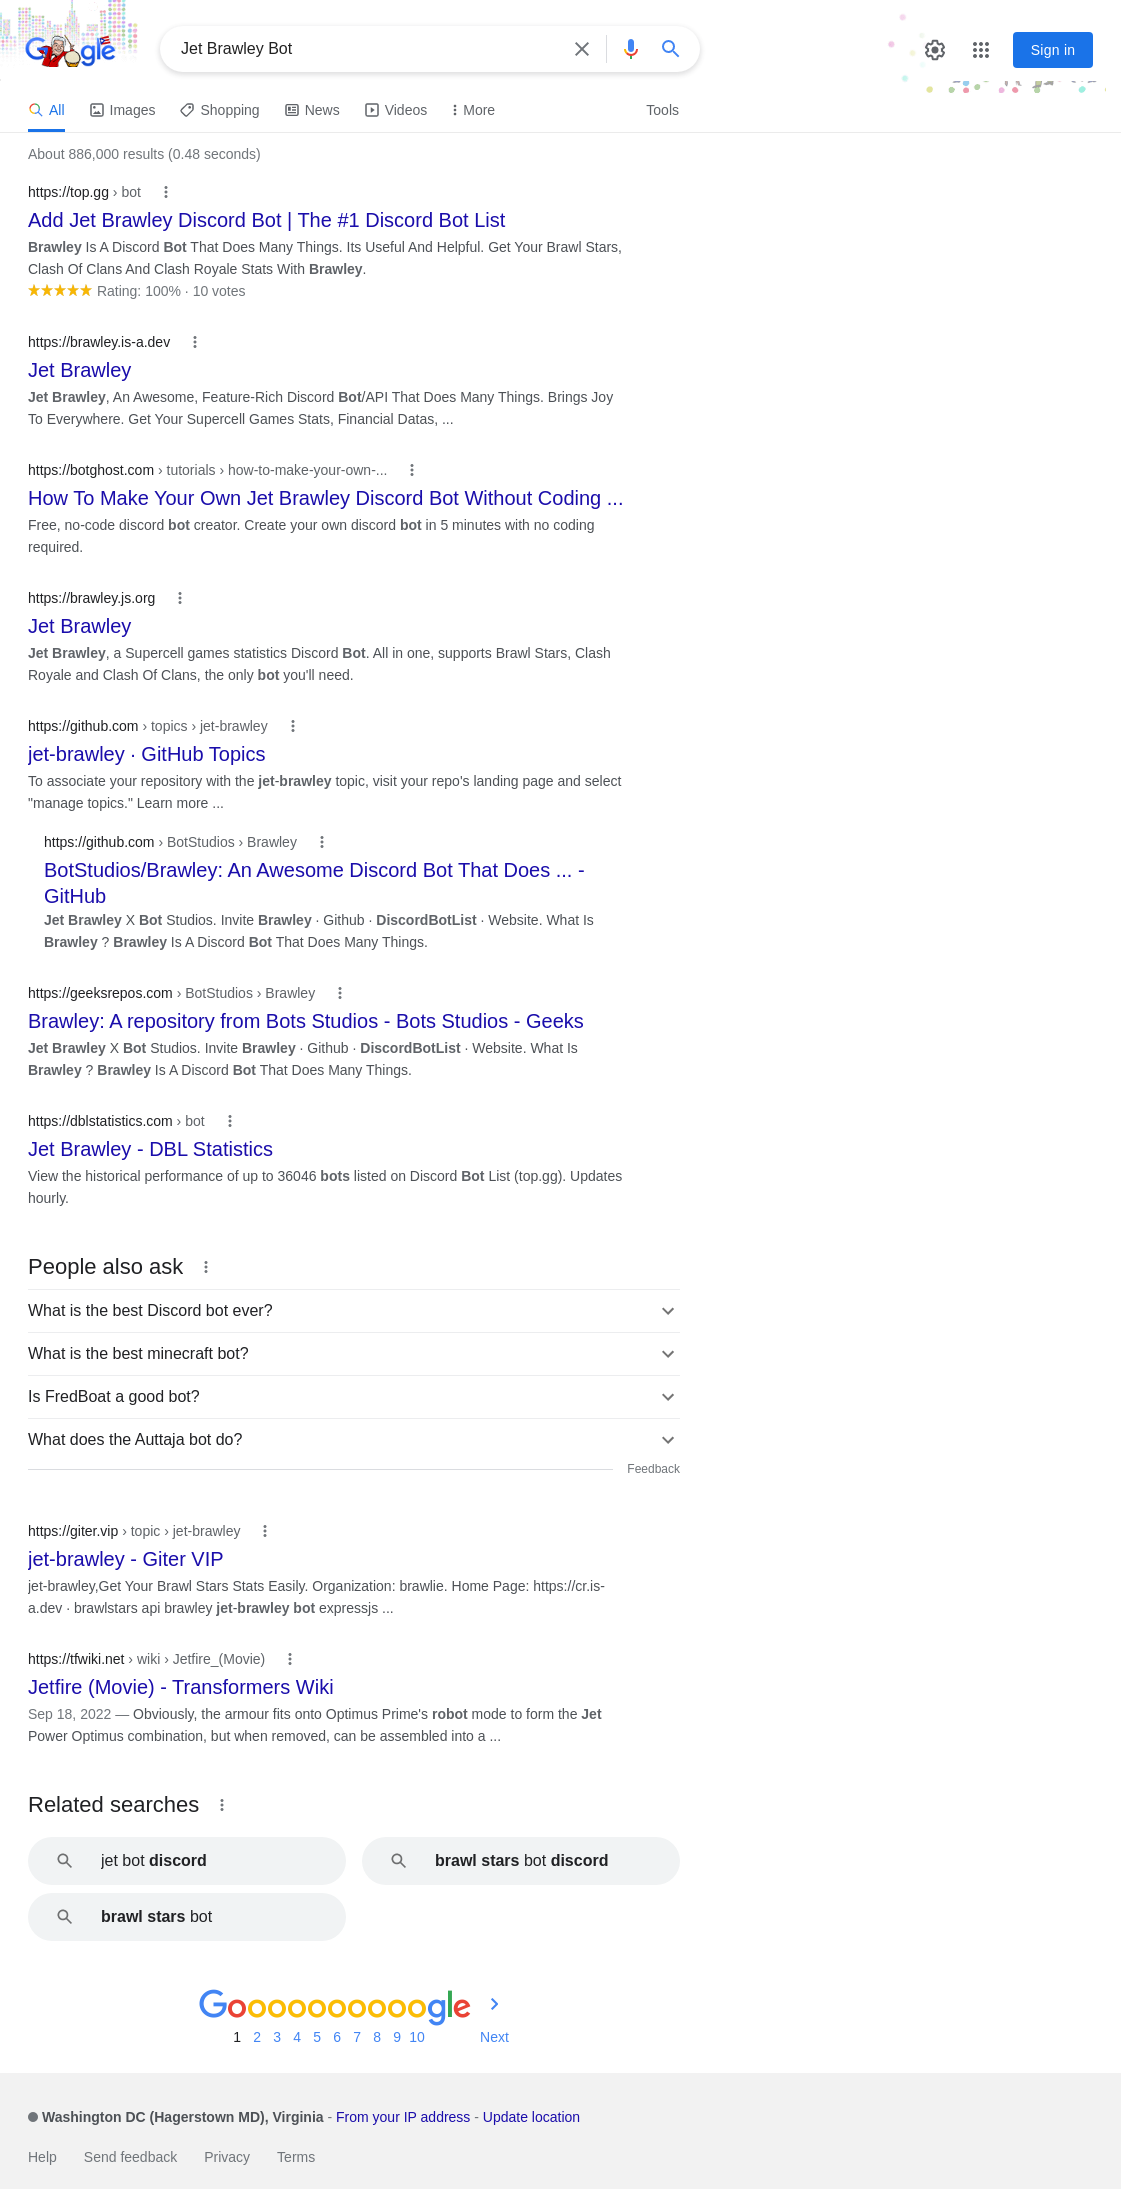 Google
Jet Brawley Bot
Sign in
All
Images
Shopping
News
Videos
More
Tools
About 886,000 results (0.48 seconds)
https://top.gg › bot
Add Jet Brawley Discord Bot | The #1 Discord Bot List
Brawley Is A Discord Bot That Does Many Things. Its Useful And Helpful. Get Your Brawl Stars,
Clash Of Clans And Clash Royale Stats With Brawley.
Rating: 100% · 10 votes
https://brawley.is-a.dev
Jet Brawley
Jet Brawley, An Awesome, Feature-Rich Discord Bot/API That Does Many Things. Brings Joy
To Everywhere. Get Your Supercell Games Stats, Financial Datas, ...
https://botghost.com › tutorials › how-to-make-your-own-...
How To Make Your Own Jet Brawley Discord Bot Without Coding ...
Free, no-code discord bot creator. Create your own discord bot in 5 minutes with no coding
required.
https://brawley.js.org
Jet Brawley
Jet Brawley, a Supercell games statistics Discord Bot. All in one, supports Brawl Stars, Clash
Royale and Clash Of Clans, the only bot you'll need.
https://github.com › topics › jet-brawley
jet-brawley · GitHub Topics
To associate your repository with the jet-brawley topic, visit your repo's landing page and select
"manage topics." Learn more ...
https://github.com › BotStudios › Brawley
BotStudios/Brawley: An Awesome Discord Bot That Does ... -
GitHub
Jet Brawley X Bot Studios. Invite Brawley · Github · DiscordBotList · Website. What Is
Brawley ? Brawley Is A Discord Bot That Does Many Things.
https://geeksrepos.com › BotStudios › Brawley
Brawley: A repository from Bots Studios - Bots Studios - Geeks
Jet Brawley X Bot Studios. Invite Brawley · Github · DiscordBotList · Website. What Is
Brawley ? Brawley Is A Discord Bot That Does Many Things.
https://dblstatistics.com › bot
Jet Brawley - DBL Statistics
View the historical performance of up to 36046 bots listed on Discord Bot List (top.gg). Updates
hourly.
People also ask
What is the best Discord bot ever?
What is the best minecraft bot?
Is FredBoat a good bot?
What does the Auttaja bot do?
Feedback
https://giter.vip › topic › jet-brawley
jet-brawley - Giter VIP
jet-brawley,Get Your Brawl Stars Stats Easily. Organization: brawlie. Home Page: https://cr.is-
a.dev · brawlstars api brawley jet-brawley bot expressjs ...
https://tfwiki.net › wiki › Jetfire_(Movie)
Jetfire (Movie) - Transformers Wiki
Sep 18, 2022 — Obviously, the armour fits onto Optimus Prime's robot mode to form the Jet
Power Optimus combination, but when removed, can be assembled into a ...
Related searches
jet bot discord
brawl stars bot discord
brawl stars bot
Goooooooooogle
1 2 3 4 5 6 7 8 9 10 Next
Washington DC (Hagerstown MD), Virginia - From your IP address - Update location
Help Send feedback Privacy Terms